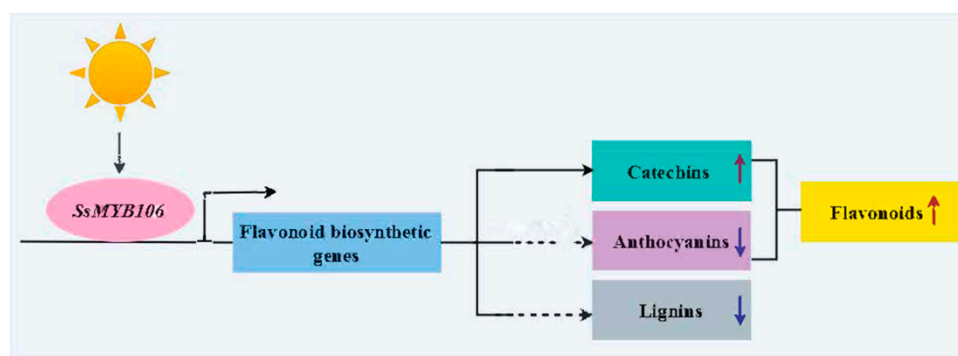 SsMYB106
Flavonoid biosynthetic
genes
Catechins
Anthocyanins
Lignins
Flavonoids